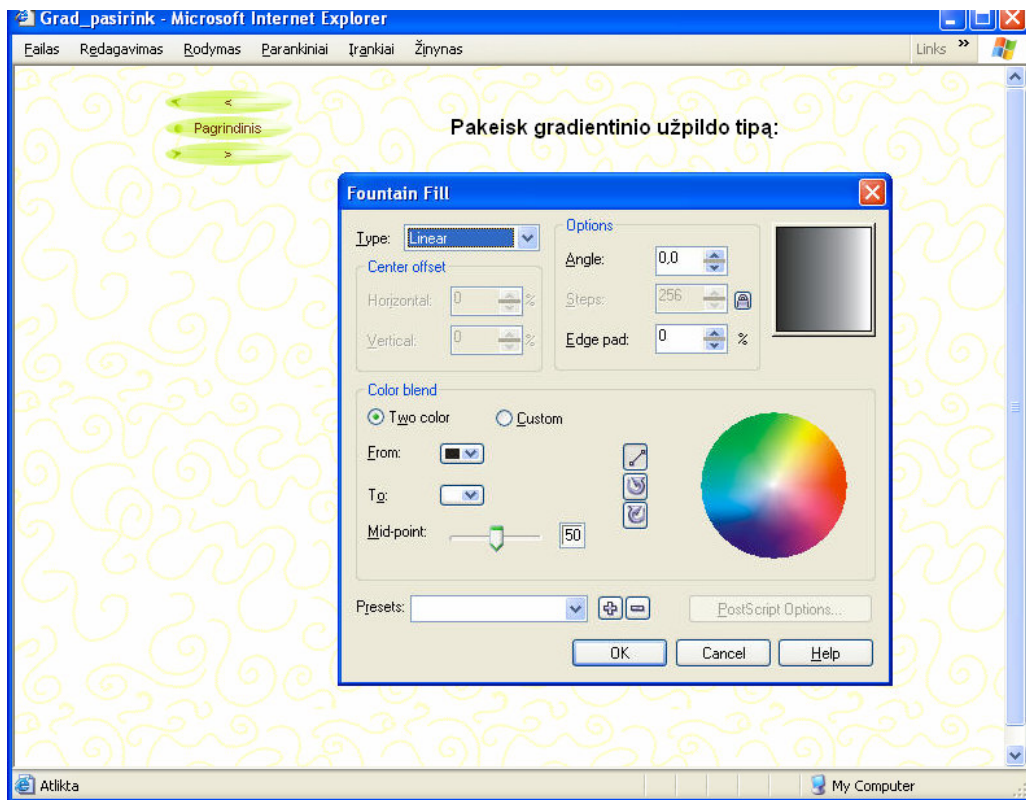 Grad_pasirink - Microsoft Internet Explorer
Failas Redagavimas Rodymas Parankiniai Įrankiai Žinynas Links »
<
Pagrindinis
>
Pakeisk gradientinio užpildo tipą:
Fountain Fill
Type: Linear
Center offset
Horizontal: 0 %
Vertical: 0 %
Options
Angle: 0,0
Steps: 256
Edge pad: 0 %
Color blend
Two color Custom
From:
To:
Mid-point: 50
Presets:
PostScript Options...
OK Cancel Help
Atlikta My Computer